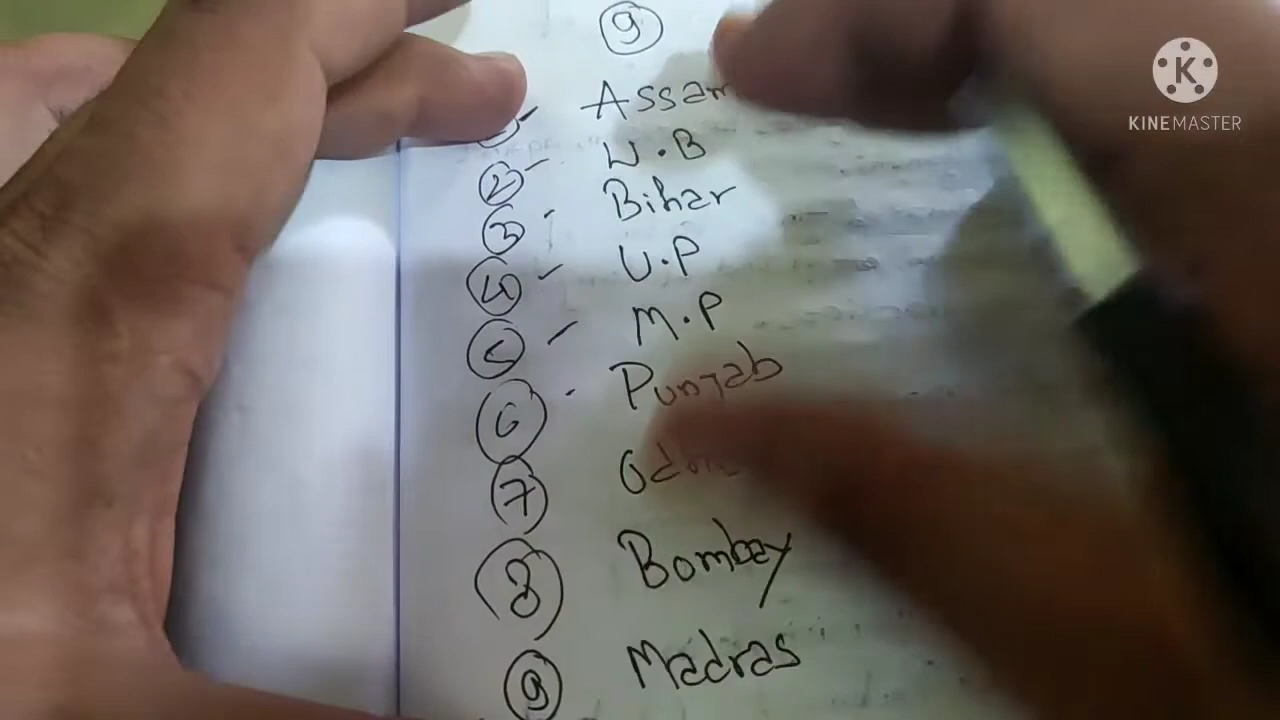 9
Assam
2 - W.B
3 - Bihar
4 - U.P
5 - M.P
6 - Punjab
7
8 Bombay
9 Madras
K
KINEMASTER